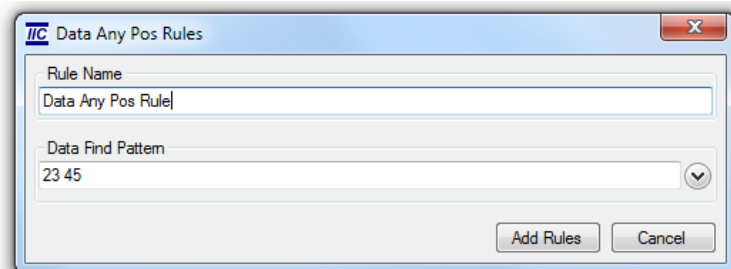 IIC Data Any Pos Rules
X
Rule Name
Data Any Pos Rule
Data Find Pattern
23 45
Add Rules Cancel